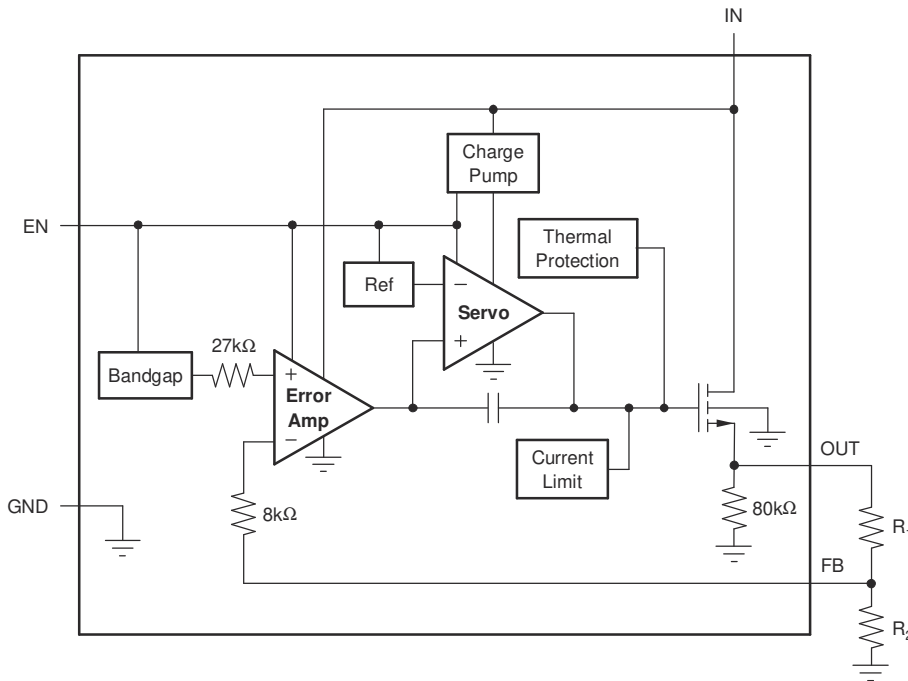 IN
Charge
Pump
EN
Thermal
Protection
Ref
−
Servo
+
27kΩ
Bandgap
+
Error
Amp
−
OUT
Current
Limit
GND
8kΩ
80kΩ
R
FB
R2